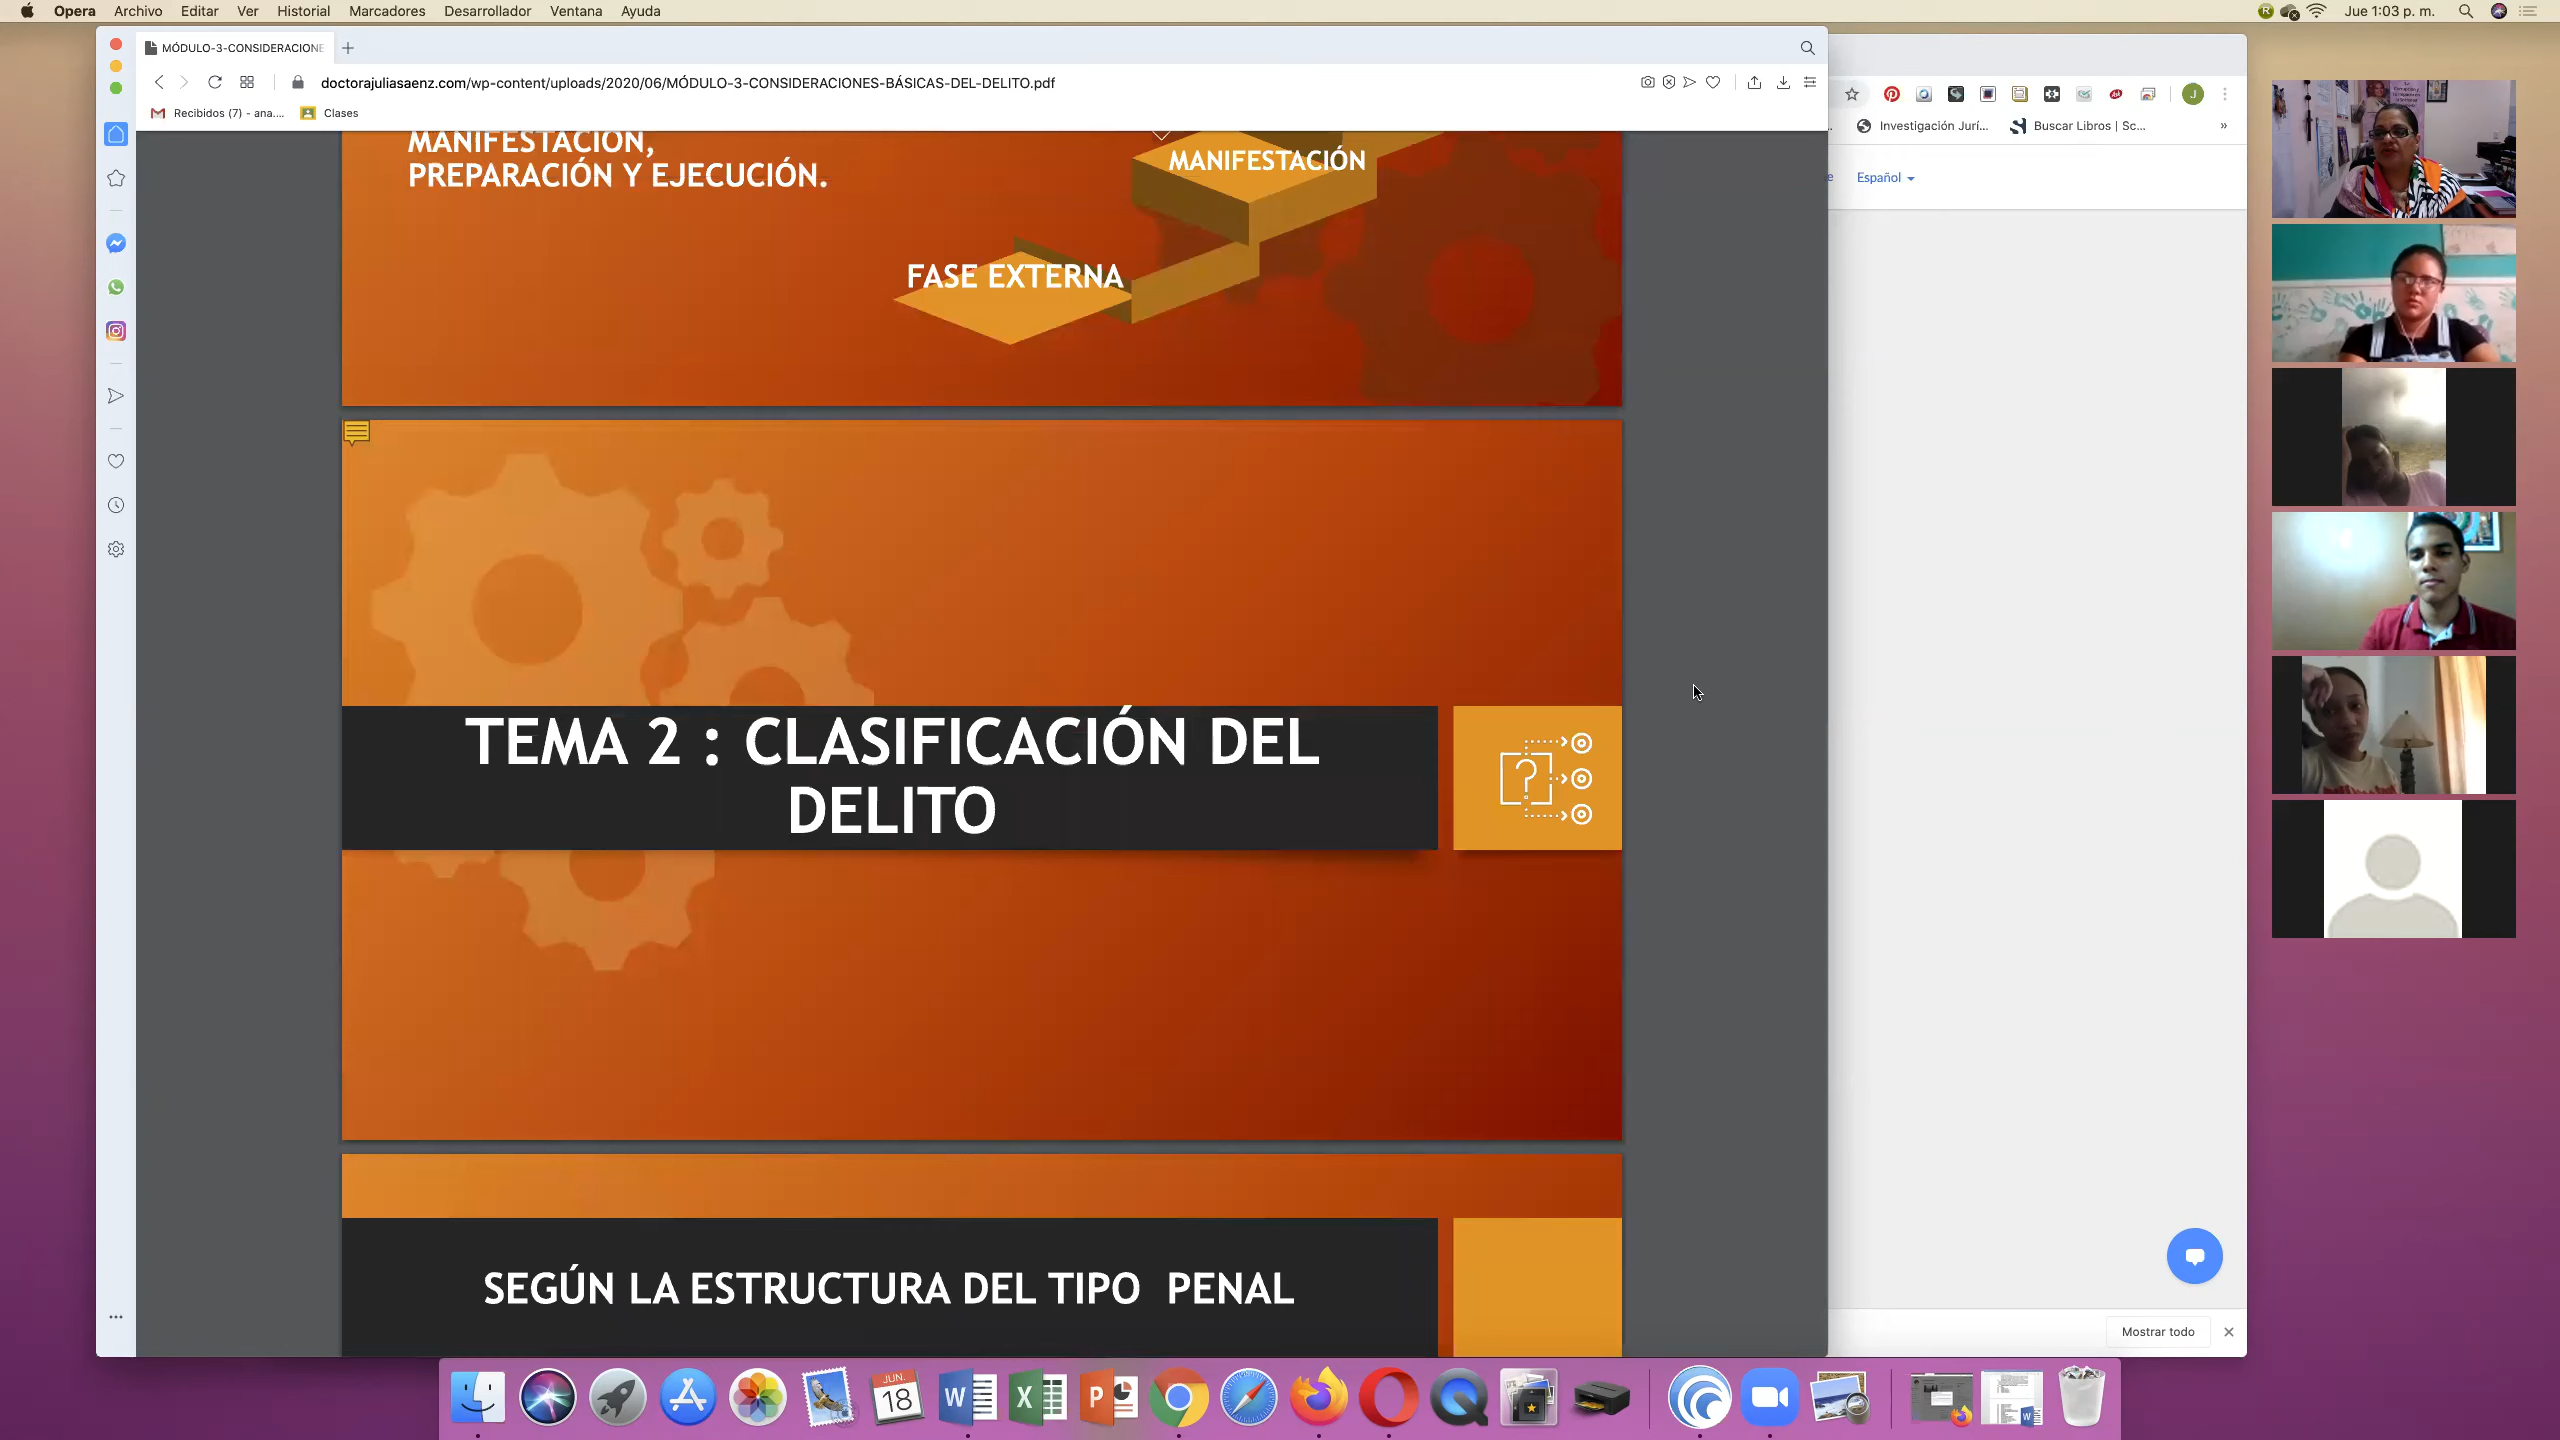 Opera Archivo Editar Ver Historial Marcadores Desarrollador Ventana Ayuda
Jue 1:03 p. m.
MÓDULO-3-CONSIDERACIONE
doctorajuliasaenz.com/wp-content/uploads/2020/06/MÓDULO-3-CONSIDERACIONES-BÁSICAS-DEL-DELITO.pdf
Recibidos (7) - ana.... Clases
J
Investigación Jurí... Buscar Libros | Sc...
Español
MANIFESTACIÓN,
PREPARACIÓN Y EJECUCIÓN.
MANIFESTACIÓN
FASE EXTERNA
TEMA 2 : CLASIFICACIÓN DEL
DELITO
SEGÚN LA ESTRUCTURA DEL TIPO PENAL
Mostrar todo
JUN.
18